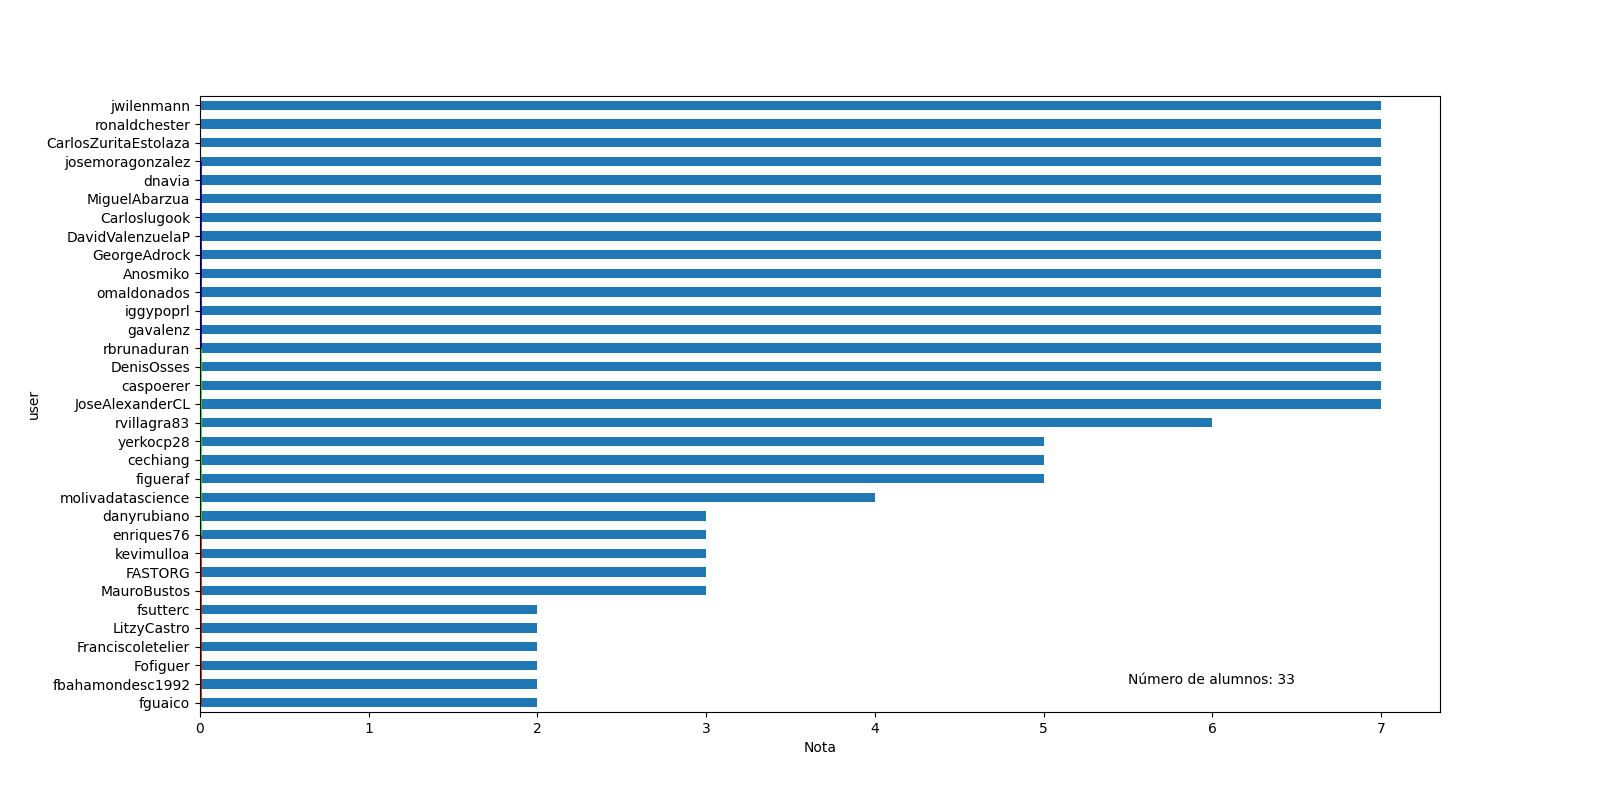 jwilenmann
ronaldchester
CarlosZuritaEstolaza
josemoragonzalez
dnavia
MiguelAbarzua
Carloslugook
DavidValenzuelaP
GeorgeAdrock
Anosmiko
omaldonados
iggypoprl
gavalenz
rbrunaduran
DenisOsses
caspoerer
JoseAlexanderCL
rvillagra83
yerkocp28
cechiang
figueraf
molivadatascience
danyrubiano
enriques76
kevimulloa
FASTORG
MauroBustos
fsutterc
LitzyCastro
Franciscoletelier
Fofiguer
fbahamondesc1992
fguaico
user
Número de alumnos: 33
0 1 2 3 4 5 6 7
Nota